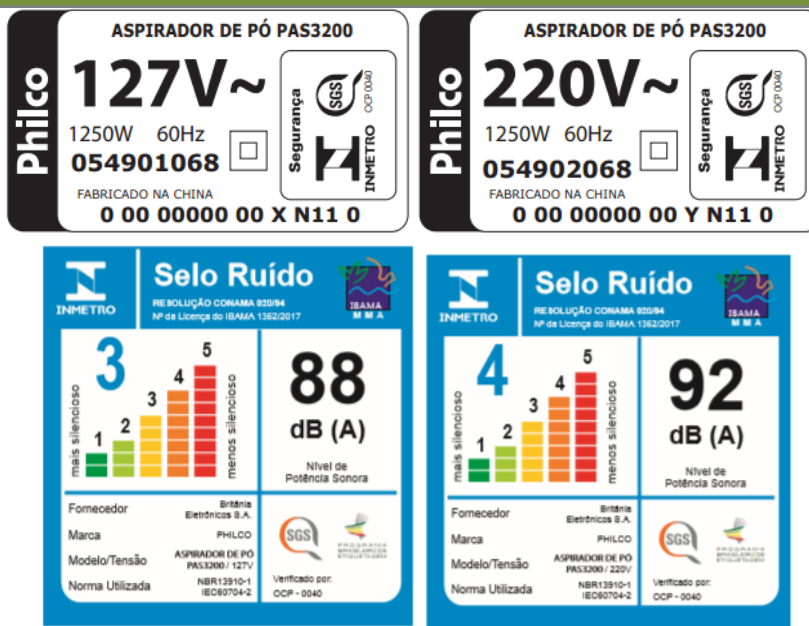 ASPIRADOR DE PÓ PAS3200
Philco
127V~
1250W 60Hz
054901068
FABRICADO NA CHINA
0 00 00000 00 X N11 0
Segurança
SGS
OCP 0040
INMETRO
ASPIRADOR DE PÓ PAS3200
Philco
220V~
1250W 60Hz
054902068
FABRICADO NA CHINA
0 00 00000 00 Y N11 0
Segurança
SGS
OCP 0040
INMETRO
INMETRO
Selo Ruído
RESOLUÇÃO CONAMA 020/94
Nº da Licença do IBAMA 1362/2017
IBAMA
M M A
3
mais silencioso
1 2 3 4 5
menos silencioso
88
dB (A)
Nível de
Potência Sonora
Fornecedor Britânia
Eletrônicos S.A.
Marca PHILCO
Modelo/Tensão ASPIRADOR DE PÓ
PAS3200 / 127V
Norma Utilizada NBR13910-1
IEC60704-2
SGS
PROGRAMA
BRASILEIRO DE
ETIQUETAGEM
Verificado por:
OCP - 0040
INMETRO
Selo Ruído
RESOLUÇÃO CONAMA 020/94
Nº da Licença do IBAMA 1362/2017
IBAMA
M M A
4
mais silencioso
1 2 3 4 5
menos silencioso
92
dB (A)
Nível de
Potência Sonora
Fornecedor Britânia
Eletrônicos S.A.
Marca PHILCO
Modelo/Tensão ASPIRADOR DE PÓ
PAS3200 / 220V
Norma Utilizada NBR13910-1
IEC60704-2
SGS
PROGRAMA
BRASILEIRO DE
ETIQUETAGEM
Verificado por:
OCP - 0040